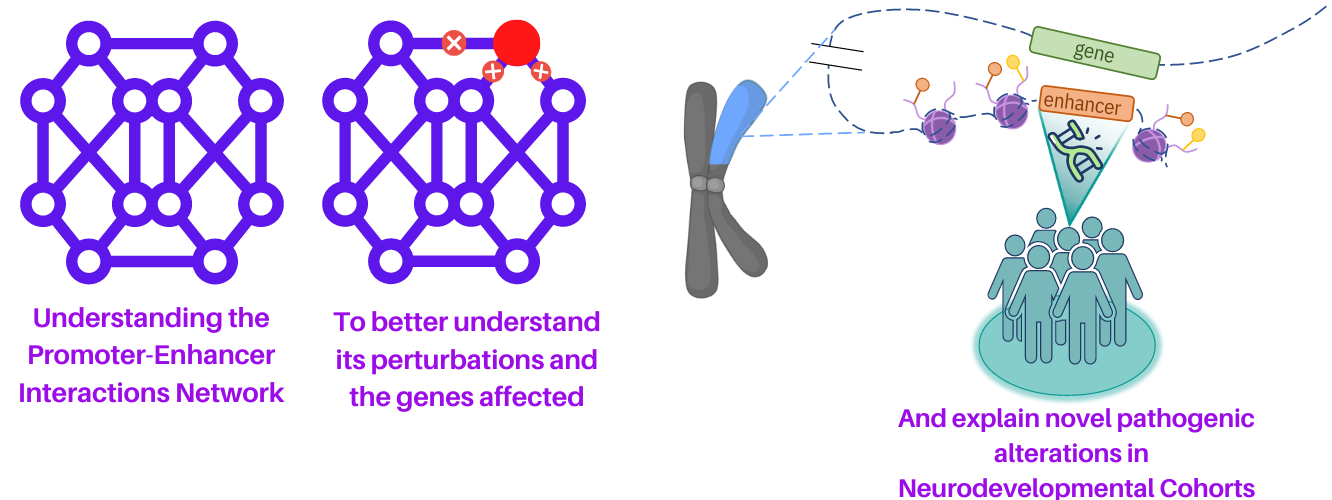 Understanding the
Promoter-Enhancer
Interactions Network
To better understand
its perturbations and
the genes affected
gene
enhancer
And explain novel pathogenic
alterations in
Neurodevelopmental Cohorts